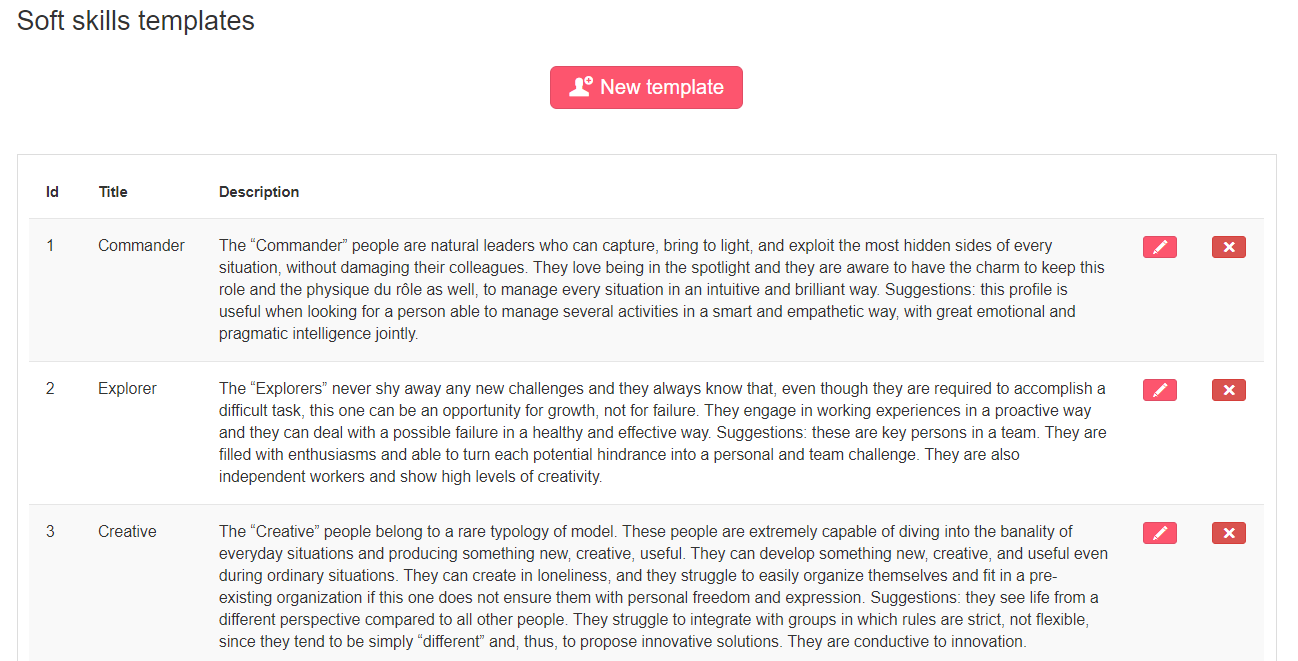 Soft skills templates
New template
Id Title Description
1 Commander The “Commander” people are natural leaders who can capture, bring to light, and exploit the most hidden sides of every
situation, without damaging their colleagues. They love being in the spotlight and they are aware to have the charm to keep this
role and the physique du rôle as well, to manage every situation in an intuitive and brilliant way. Suggestions: this profile is
useful when looking for a person able to manage several activities in a smart and empathetic way, with great emotional and
pragmatic intelligence jointly.
2 Explorer The “Explorers” never shy away any new challenges and they always know that, even though they are required to accomplish a
difficult task, this one can be an opportunity for growth, not for failure. They engage in working experiences in a proactive way
and they can deal with a possible failure in a healthy and effective way. Suggestions: these are key persons in a team. They are
filled with enthusiasms and able to turn each potential hindrance into a personal and team challenge. They are also
independent workers and show high levels of creativity.
3 Creative The “Creative” people belong to a rare typology of model. These people are extremely capable of diving into the banality of
everyday situations and producing something new, creative, useful. They can develop something new, creative, and useful even
during ordinary situations. They can create in loneliness, and they struggle to easily organize themselves and fit in a pre-
existing organization if this one does not ensure them with personal freedom and expression. Suggestions: they see life from a
different perspective compared to all other people. They struggle to integrate with groups in which rules are strict, not flexible,
since they tend to be simply “different” and, thus, to propose innovative solutions. They are conductive to innovation.